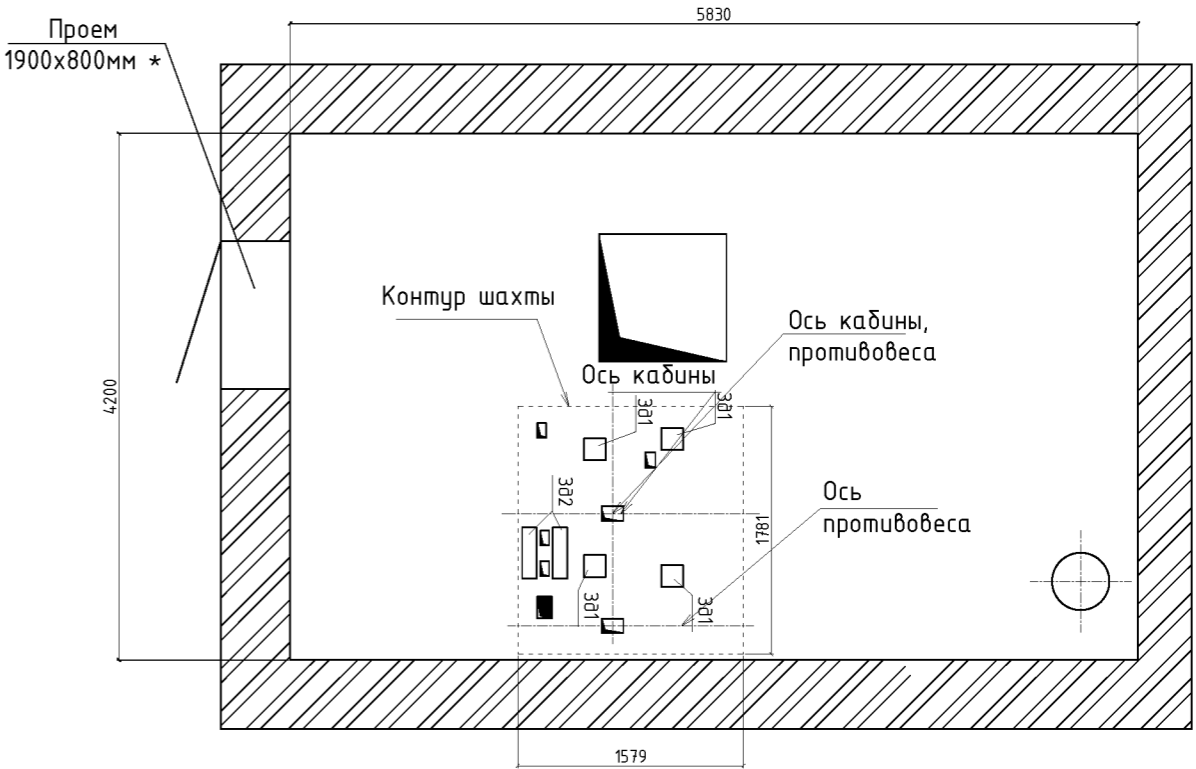 5830
Проем
1900х800мм *
Контур шахты
Ось кабины,
противовеса
Ось кабины
Зд1
Зд1
4200
Зд2
Ось
противовеса
1781
Зд1
Зд1
1579